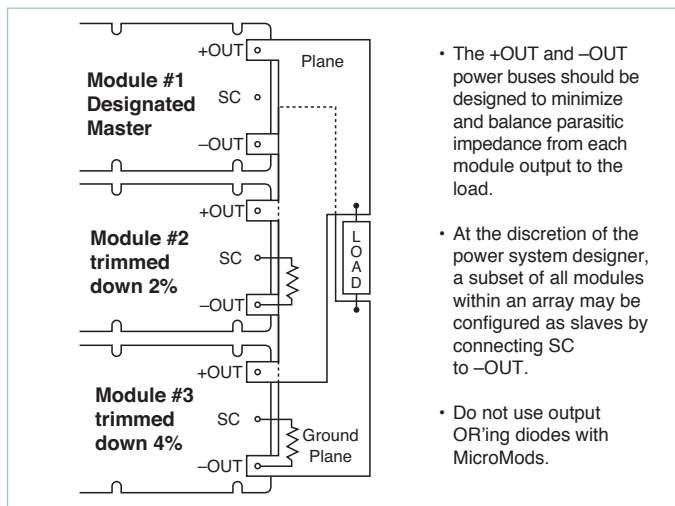 +OUT
Plane
Module #1
Designated
Master
SC
–OUT
+OUT
Module #2
trimmed
down 2%
SC
–OUT
L
O
A
D
+OUT
Module #3
trimmed
down 4%
SC
Ground
Plane
–OUT
• The +OUT and –OUT
power buses should be
designed to minimize
and balance parasitic
impedance from each
module output to the
load.
• At the discretion of the
power system designer,
a subset of all modules
within an array may be
configured as slaves by
connecting SC
to –OUT.
• Do not use output
OR'ing diodes with
MicroMods.